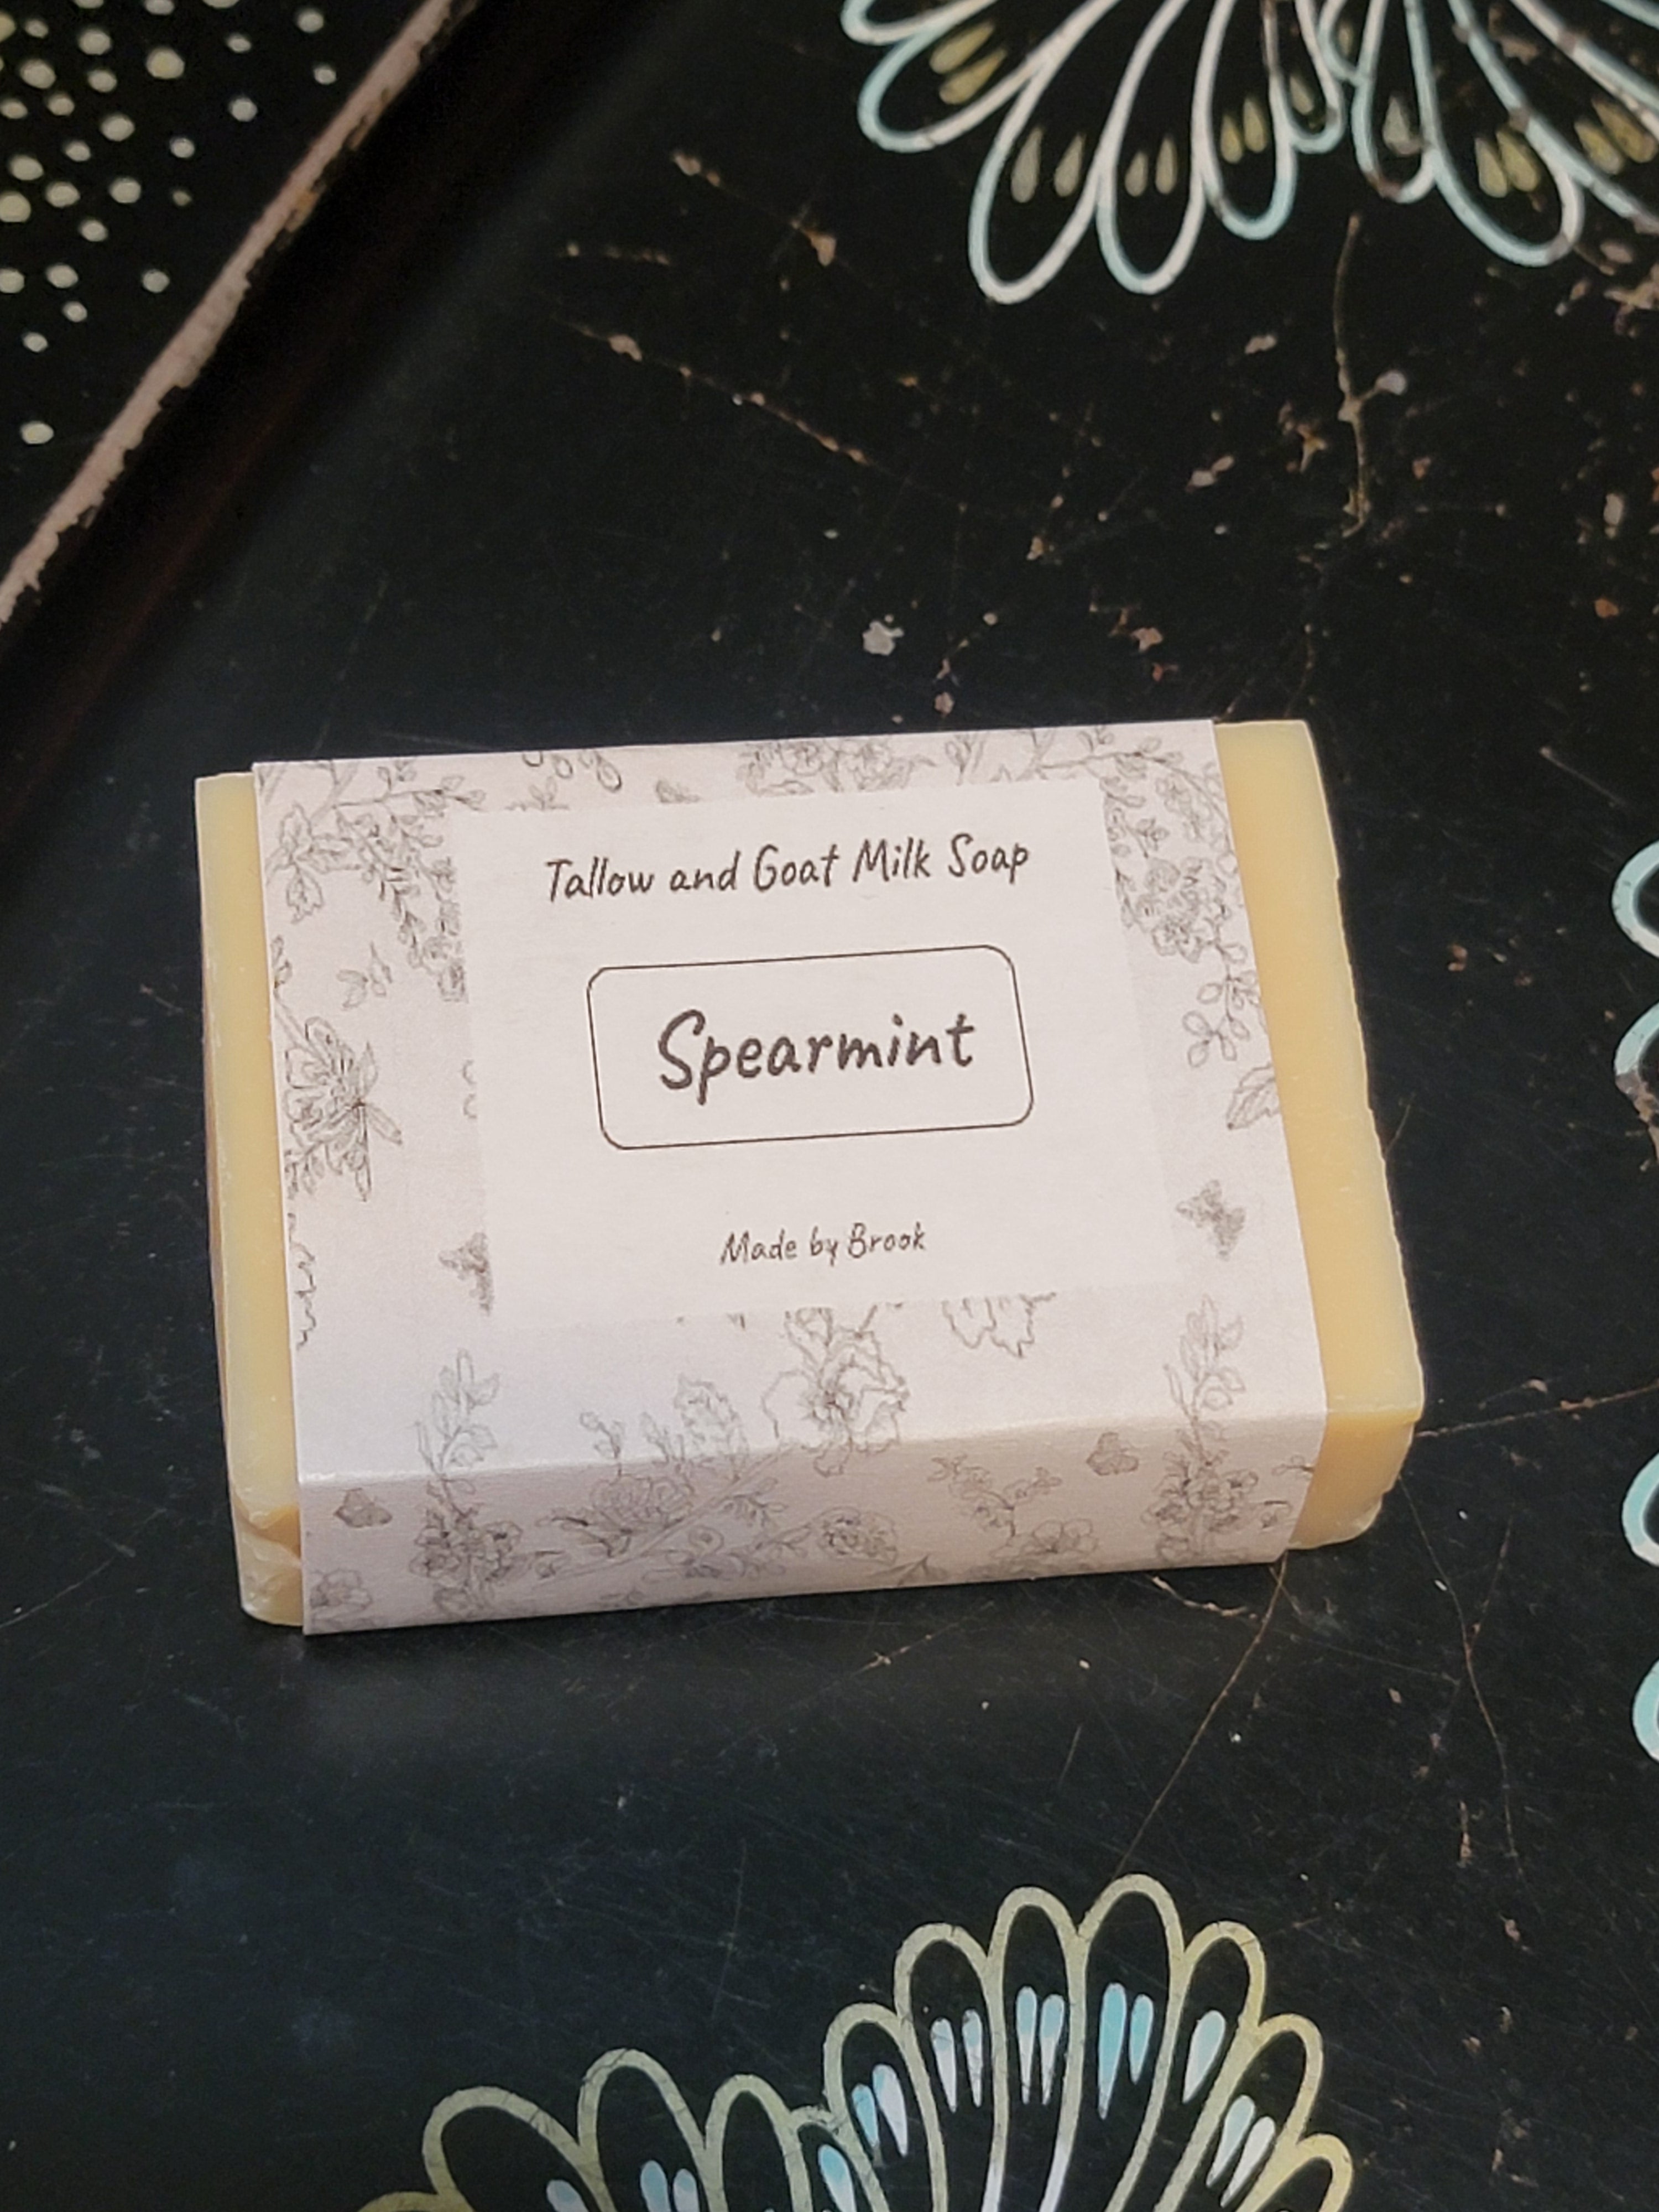 Tallow and Goat Milk Soap
Spearmint
Made by Brook